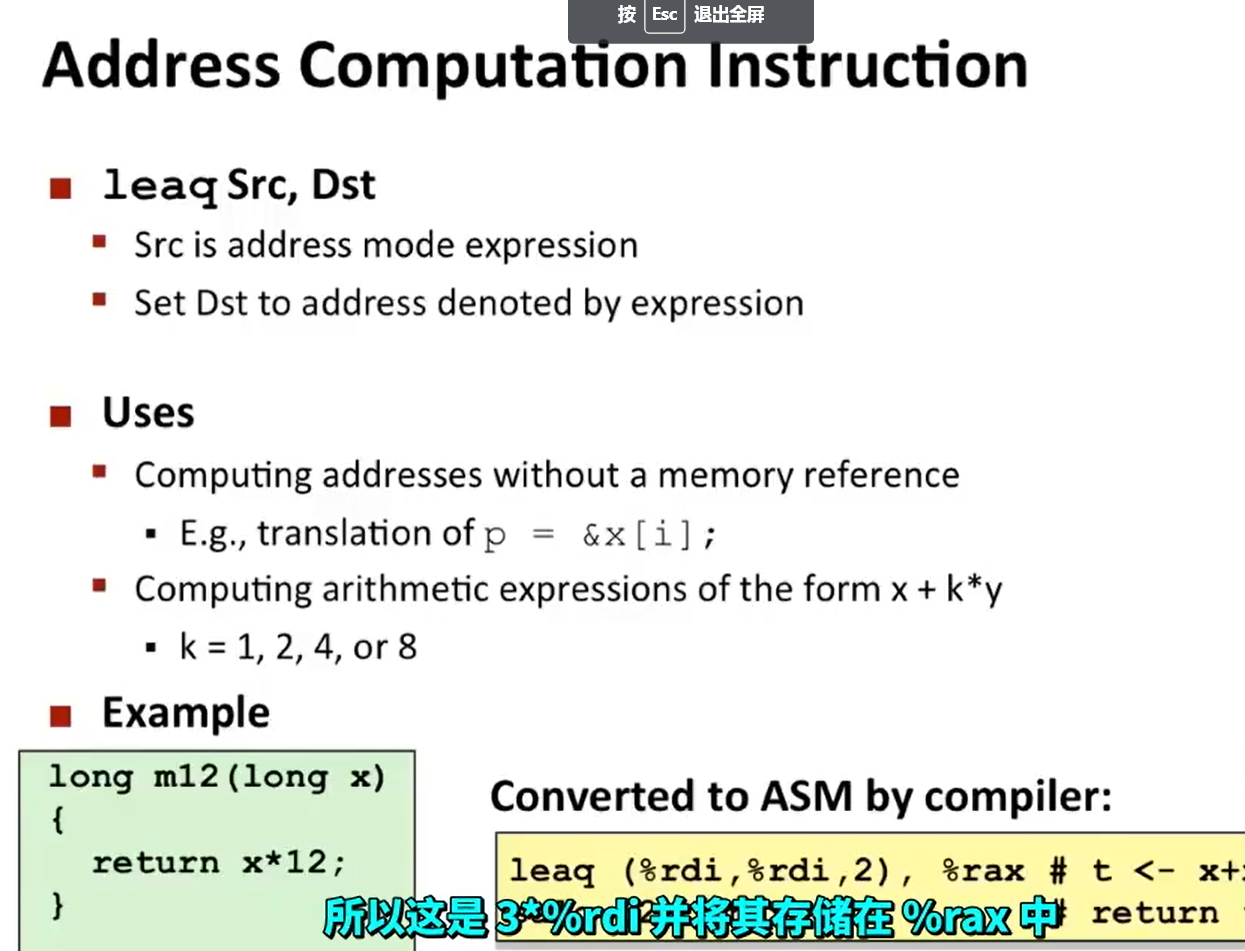 按 Esc 退出全屏
Address Computation Instruction
leaq Src, Dst
Src is address mode expression
Set Dst to address denoted by expression
Uses
Computing addresses without a memory reference
E.g., translation of p = &x[i];
Computing arithmetic expressions of the form x + k*y
k = 1, 2, 4, or 8
Example
long m12(long x)
{
return x*12;
}
Converted to ASM by compiler:
leaq (%rdi,%rdi,2), %rax # t <- x+
# return
所以这是 3*%rdi 并将其存储在 %rax 中